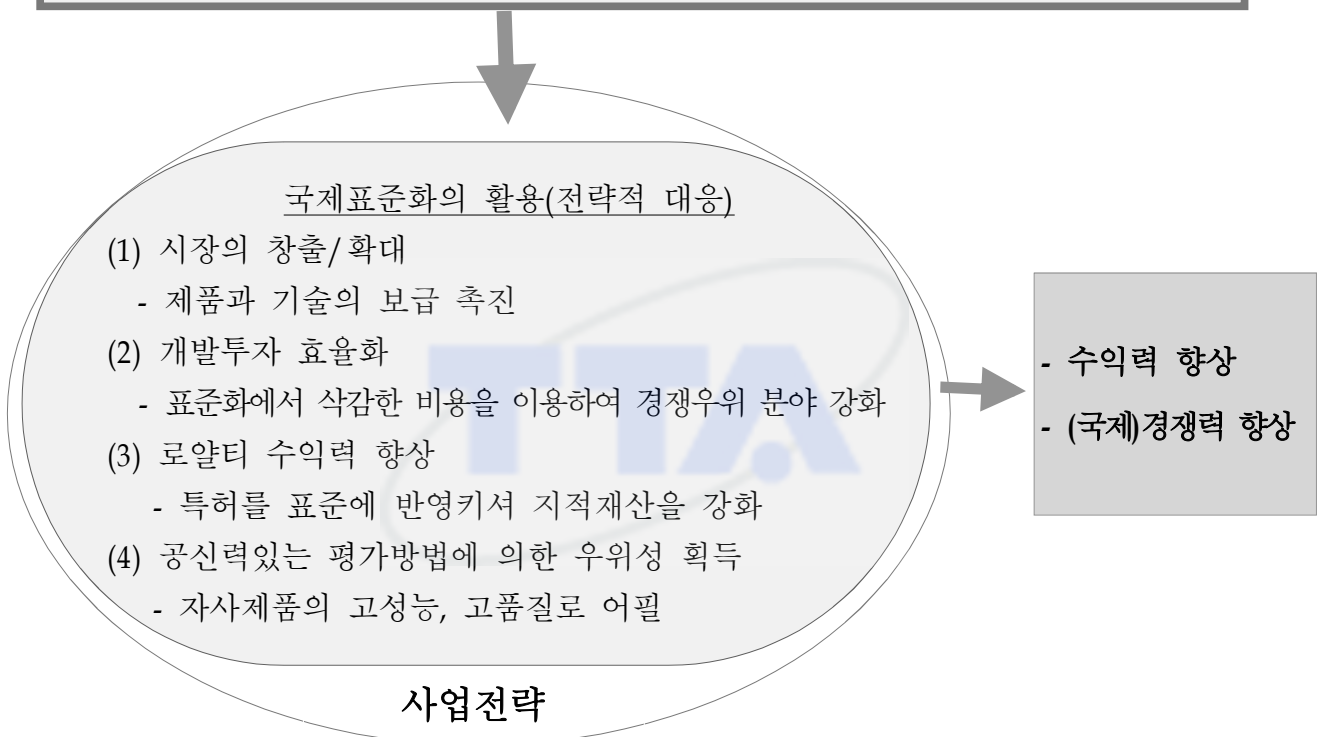 국제표준화의 활용(전략적 대응)
(1) 시장의 창출/확대
- 제품과 기술의 보급 촉진
(2) 개발투자 효율화
- 표준화에서 삭감한 비용을 이용하여 경쟁우위 분야 강화
(3) 로얄티 수익력 향상
- 특허를 표준에 반영키셔 지적재산을 강화
(4) 공신력있는 평가방법에 의한 우위성 획득
- 자사제품의 고성능, 고품질로 어필
사업전략
- 수익력 향상
- (국제)경쟁력 향상
TTA